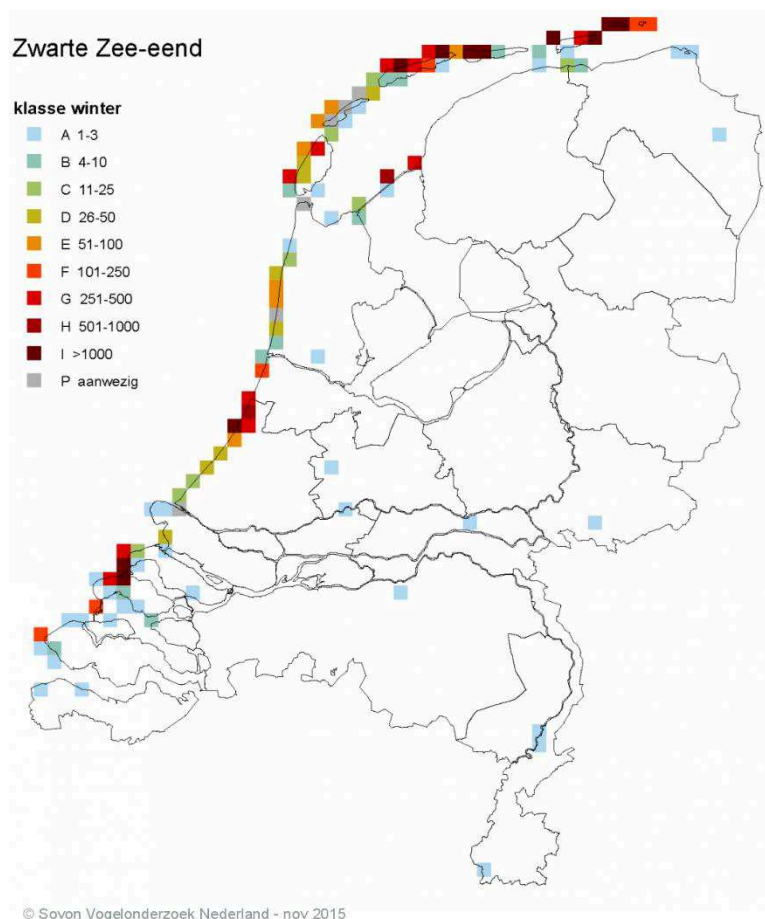 Zwarte Zee-eend
klasse winter
A 1-3
B 4-10
C 11-25
D 26-50
E 51-100
F 101-250
G 251-500
H 501-1000
I >1000
P aanwezig
© Sovon Vogelonderzoek Nederland - nov 2015